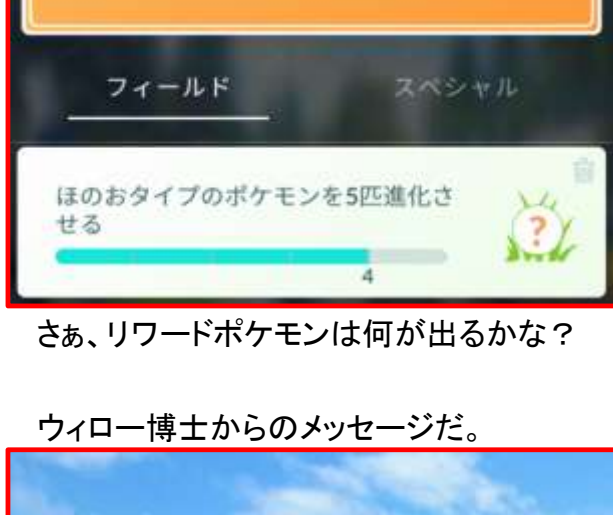 フィールド
スペシャル
ほのおタイプのポケモンを5匹進化さ
せる
?
4
さぁ、リワードポケモンは何が出るかな？
ウィロー博士からのメッセージだ。